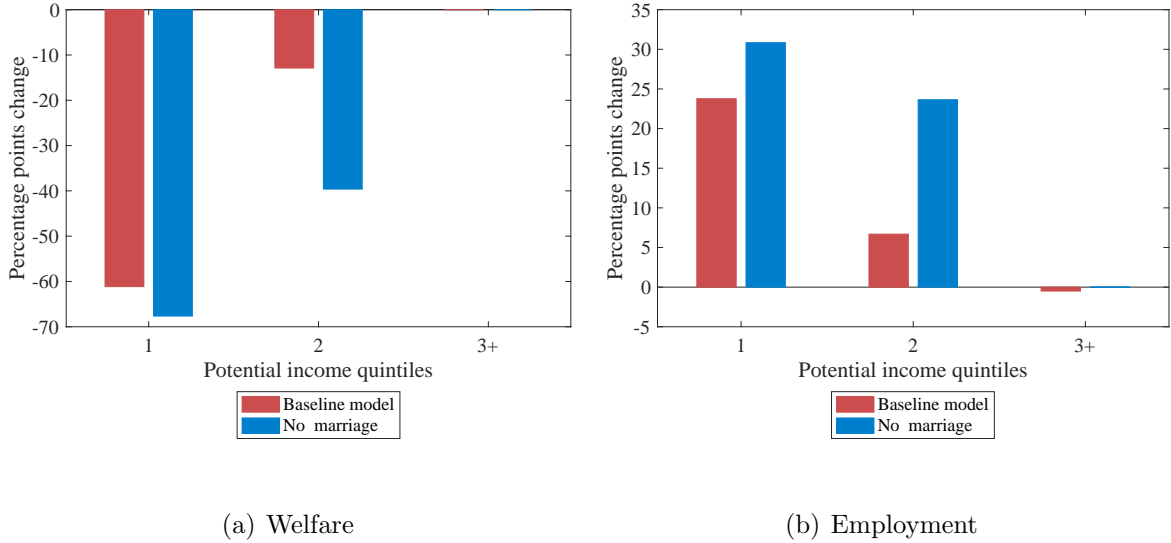 Percentage points change
0
-10
-20
-30
-40
-50
-60
-70
1
2
3+
Potential income quintiles
Baseline model
No marriage
(a) Welfare
Percentage points change
35
30
25
20
15
10
5
0
-5
1
2
3+
Potential income quintiles
Baseline model
No marriage
(b) Employment